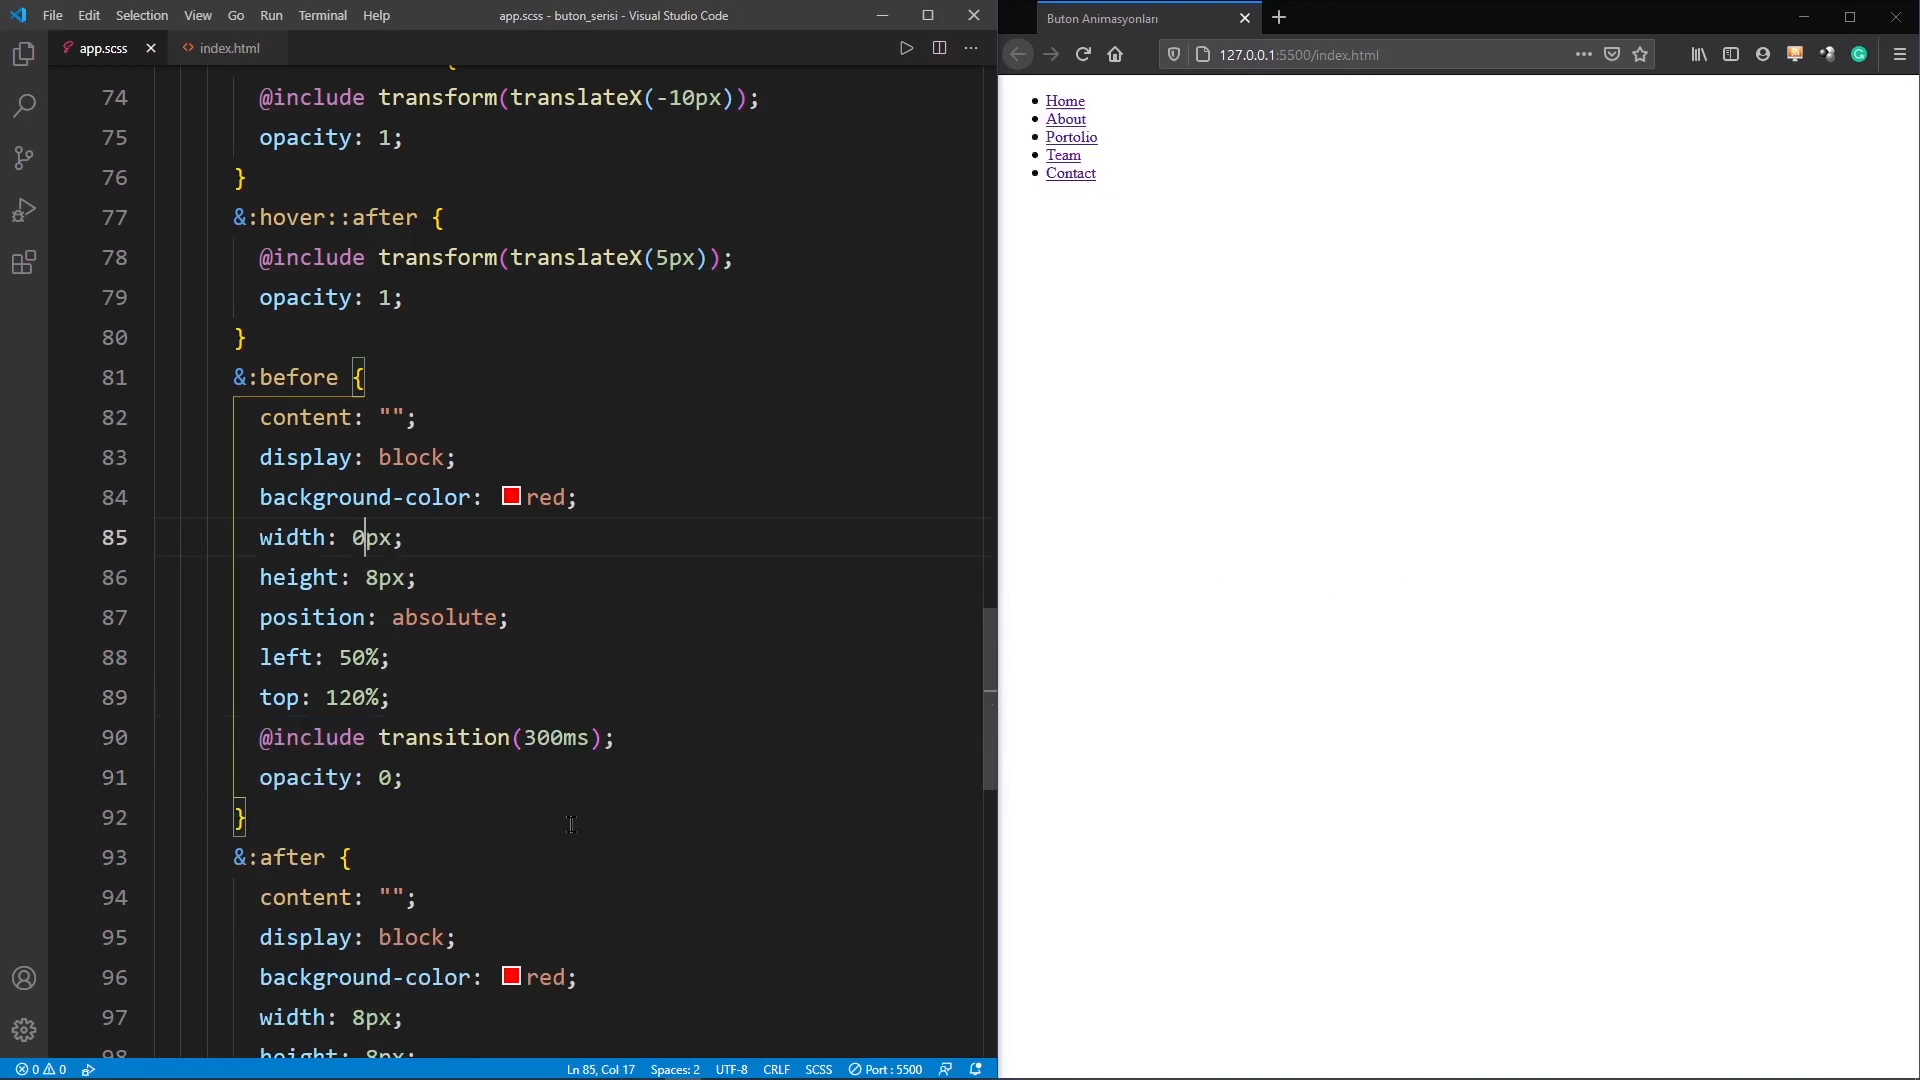 File Edit Selection View Go Run Terminal Help
app.scss - buton_serisi - Visual Studio Code
app.scss
index.html
{
74 @include transform(translateX(-10px));
75 opacity: 1;
76 }
77 &:hover::after {
78 @include transform(translateX(5px));
79 opacity: 1;
80 }
81 &:before {
82 content: "";
83 display: block;
84 background-color: red;
85 width: 0px;
86 height: 8px;
87 position: absolute;
88 left: 50%;
89 top: 120%;
90 @include transition(300ms);
91 opacity: 0;
92 }
93 &:after {
94 content: "";
95 display: block;
96 background-color: red;
97 width: 8px;
98 height: 8px;
0 0
Ln 85, Col 17 Spaces: 2 UTF-8 CRLF SCSS Port : 5500
Buton Animasyonları
127.0.0.1:5500/index.html
Home
About
Portolio
Team
Contact